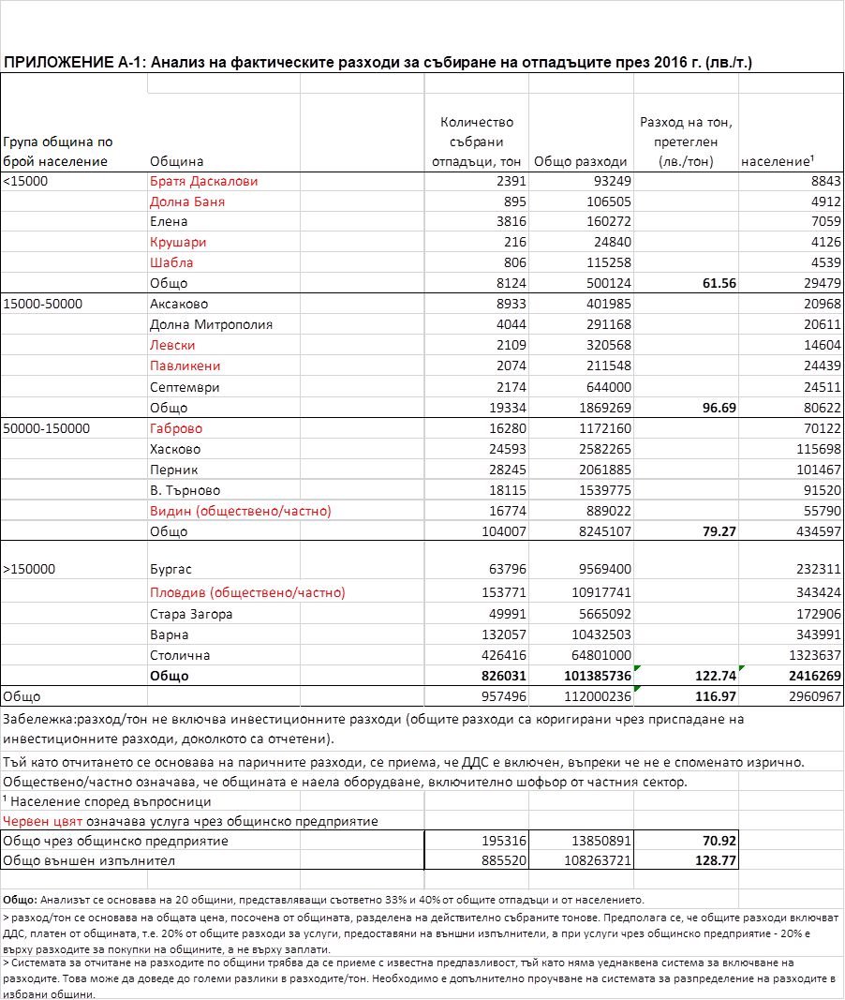 ПРИЛОЖЕНИЕ А-1: Анализ на фактическите разходи за събиране на отпадъците през 2016 г. (лв./т.)
Група община по брой население Община Количество събрани отпадъци, тон Общо разходи Разход на тон, претеглен (лв./тон) население¹
<15000 Братя Даскалови 2391 93249 8843
Долна Баня 895 106505 4912
Елена 3816 160272 7059
Крушари 216 24840 4126
Шабла 806 115258 4539
Общо 8124 500124 61.56 29479
15000-50000 Аксаково 8933 401985 20968
Долна Митрополия 4044 291168 20611
Левски 2109 320568 14604
Павликени 2074 211548 24439
Септември 2174 644000 24511
Общо 19334 1869269 96.69 80622
50000-150000 Габрово 16280 1172160 70122
Хасково 24593 2582265 115698
Перник 28245 2061885 101467
В. Търново 18115 1539775 91520
Видин (обществено/частно) 16774 889022 55790
Общо 104007 8245107 79.27 434597
>150000 Бургас 63796 9569400 232311
Пловдив (обществено/частно) 153771 10917741 343424
Стара Загора 49991 5665092 172906
Варна 132057 10432503 343991
Столична 426416 64801000 1323637
Общо 826031 101385736 122.74 2416269
Общо 957496 112000236 116.97 2960967
Забележка:разход/тон не включва инвестиционните разходи (общите разходи са коригирани чрез приспадане на
инвестиционните разходи, доколкото са отчетени).
Тъй като отчитането се основава на паричните разходи, се приема, че ДДС е включен, въпреки че не е споменато изрично.
Обществено/частно означава, че общината е наела оборудване, включително шофьор от частния сектор.
¹ Население според въпросници
Червен цвят означава услуга чрез общинско предприятие
Общо чрез общинско предприятие 195316 13850891 70.92
Общо външен изпълнител 885520 108263721 128.77
Общо: Анализът се основава на 20 общини, представляващи съответно 33% и 40% от общите отпадъци и от населението.
> разход/тон се основава на общата цена, посочена от общината, разделена на действително събраните тонове. Предполага се, че общите разходи включват
ДДС, платен от общината, т.е. 20% от общите разходи за услуги, предоставяни на външни изпълнители, а при услуги чрез общинско предприятие - 20% е
върху разходите за покупки на общините, а не върху заплати.
> Системата за отчитане на разходите по общини трябва да се приеме с известна предпазливост, тъй като няма уеднаквена система за включване на
разходите. Това може да доведе до големи разлики в разходите/тон. Необходимо е допълнително проучване на системата за разпределение на разходите в
избрани общини.